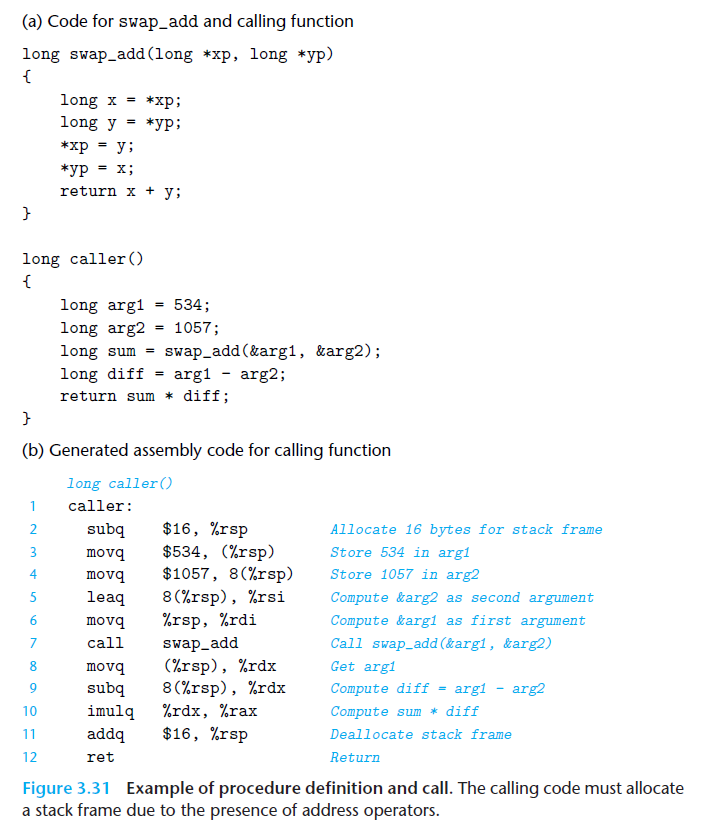 (a) Code for swap_add and calling function
long swap_add(long *xp, long *yp)
{
    long x = *xp;
    long y = *yp;
    *xp = y;
    *yp = x;
    return x + y;
}
long caller()
{
    long arg1 = 534;
    long arg2 = 1057;
    long sum = swap_add(&arg1, &arg2);
    long diff = arg1 - arg2;
    return sum * diff;
}
(b) Generated assembly code for calling function
long caller()
1 caller:
2 subq $16, %rsp Allocate 16 bytes for stack frame
3 movq $534, (%rsp) Store 534 in arg1
4 movq $1057, 8(%rsp) Store 1057 in arg2
5 leaq 8(%rsp), %rsi Compute &arg2 as second argument
6 movq %rsp, %rdi Compute &arg1 as first argument
7 call swap_add Call swap_add(&arg1, &arg2)
8 movq (%rsp), %rdx Get arg1
9 subq 8(%rsp), %rdx Compute diff = arg1 - arg2
10 imulq %rdx, %rax Compute sum * diff
11 addq $16, %rsp Deallocate stack frame
12 ret Return
Figure 3.31 Example of procedure definition and call. The calling code must allocate
a stack frame due to the presence of address operators.